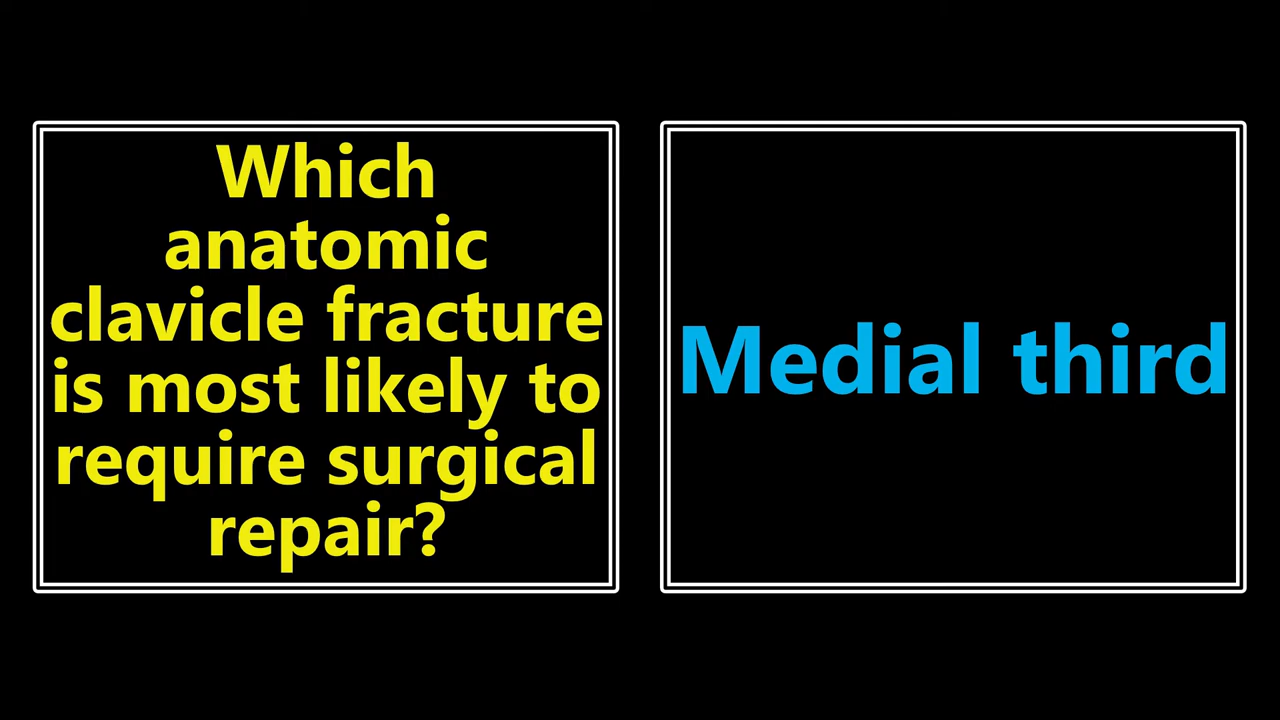 Which
anatomic
clavicle fracture
is most likely to
require surgical
repair?
Medial third